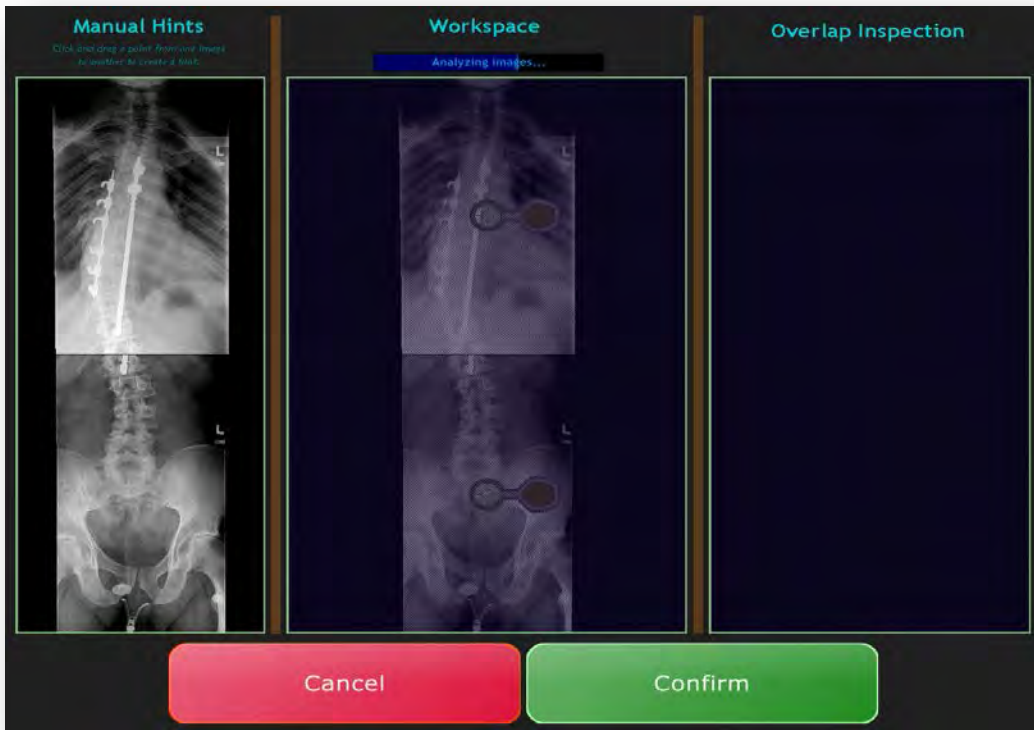 Manual Hints
Click and drag a point from one image
to another to create a hint.
Workspace
Analyzing images...
Overlap Inspection
L
L
L
L
Cancel
Confirm